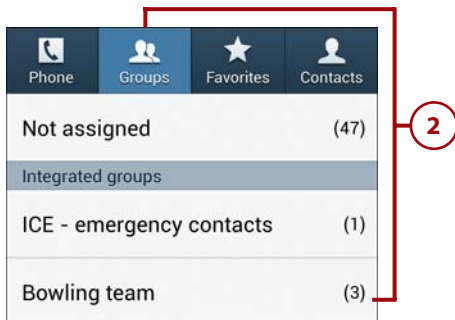 Phone Groups Favorites Contacts
Not assigned (47)
2
Integrated groups
ICE - emergency contacts (1)
Bowling team (3)